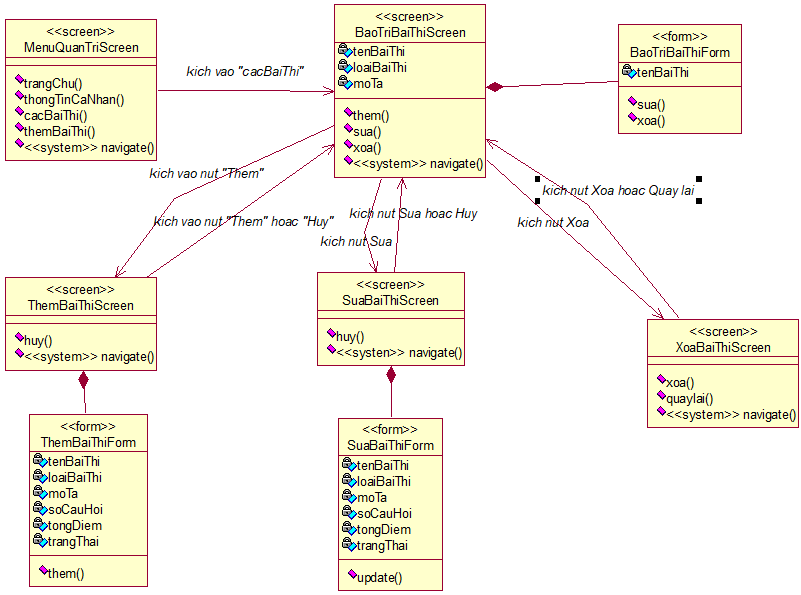 <<screen>>
MenuQuanTriScreen
trangChu()
thongTinCaNhan()
cacBaiThi()
themBaiThi()
<<system>> navigate()
kich vao "cacBaiThi"
<<screen>>
BaoTriBaiThiScreen
tenBaiThi
loaiBaiThi
moTa
them()
sua()
xoa()
<<system>> navigate()
<<form>>
BaoTriBaiThiForm
tenBaiThi
sua()
xoa()
kich vao nut "Them"
kich vao nut "Them" hoac "Huy"
kich nut Sua hoac Huy
kich nut Sua
kich nut Xoa hoac Quay lai
kich nut Xoa
<<screen>>
ThemBaiThiScreen
huy()
<<system>> navigate()
<<screen>>
SuaBaiThiScreen
huy()
<<systen>> navigate()
<<screen>>
XoaBaiThiScreen
xoa()
quaylai()
<<system>> navigate()
<<form>>
ThemBaiThiForm
tenBaiThi
loaiBaiThi
moTa
soCauHoi
tongDiem
trangThai
them()
<<form>>
SuaBaiThiForm
tenBaiThi
loaiBaiThi
moTa
soCauHoi
tongDiem
trangThai
update()